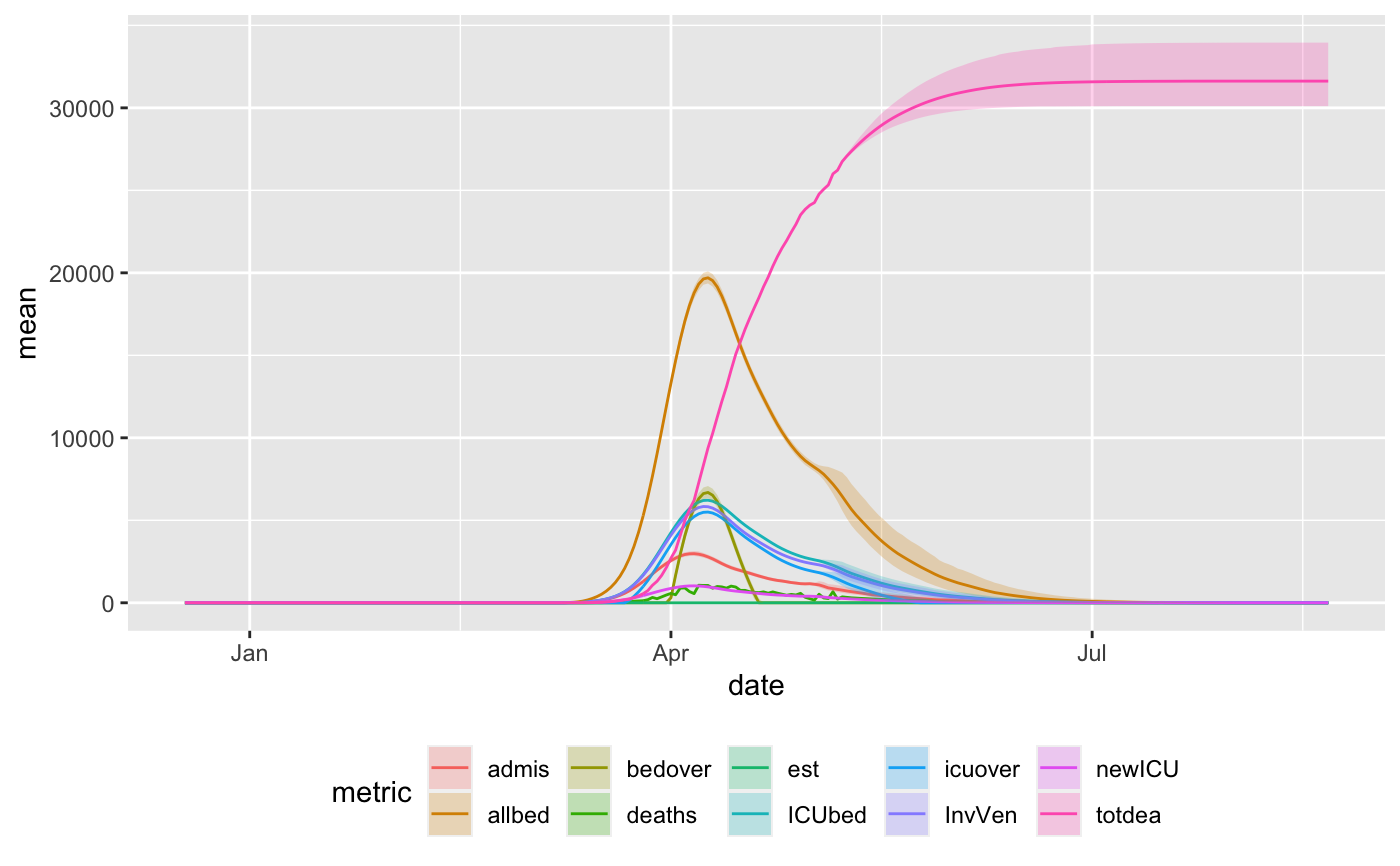 30000
20000
10000
0
mean
Jan Apr Jul
date
metric
admis bedover est icuover newICU
allbed deaths ICUbed InvVen totdea